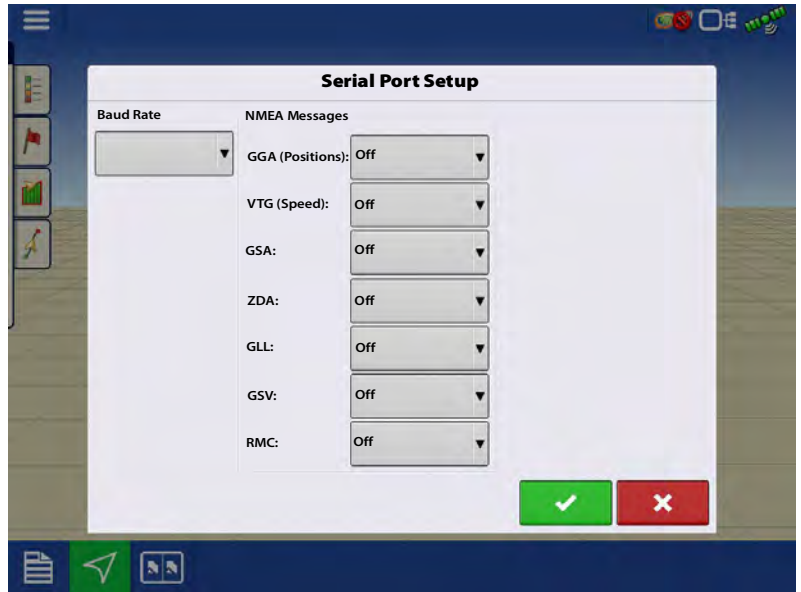 Serial Port Setup
Baud Rate
NMEA Messages
GGA (Positions): Off
VTG (Speed): Off
GSA: Off
ZDA: Off
GLL: Off
GSV: Off
RMC: Off